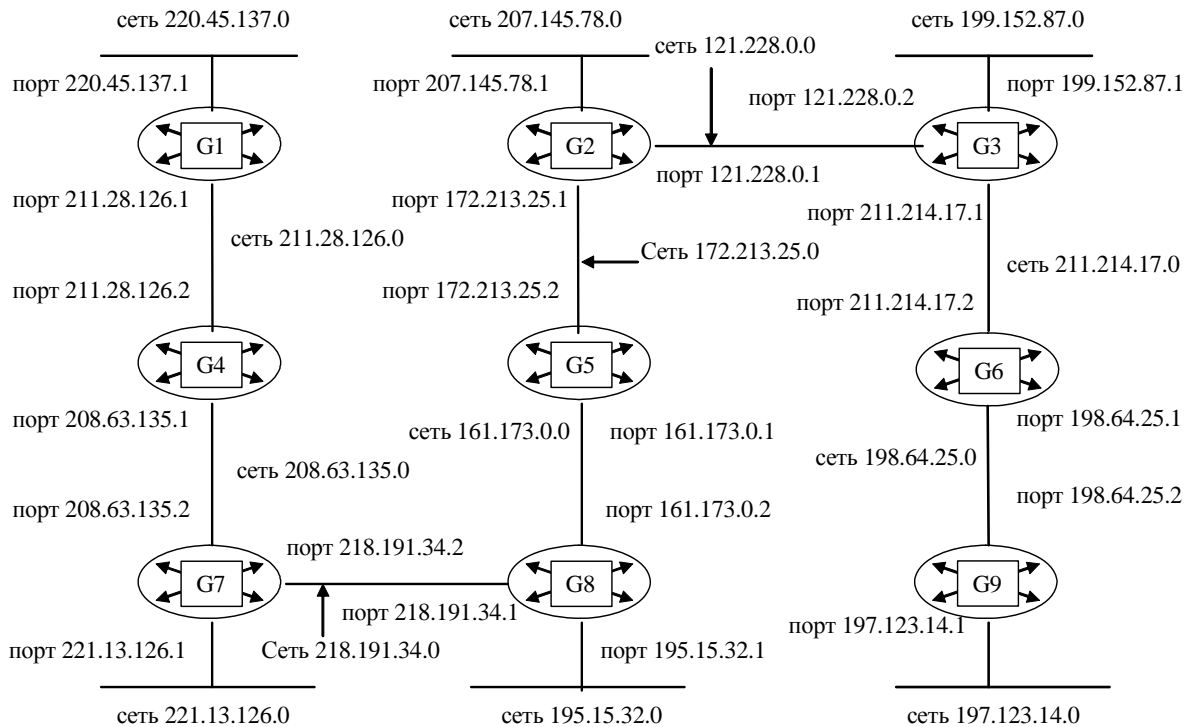 сеть 220.45.137.0
сеть 207.145.78.0
сеть 199.152.87.0
сеть 121.228.0.0
порт 220.45.137.1
порт 207.145.78.1
порт 121.228.0.2
порт 199.152.87.1
G1
G2
G3
порт 121.228.0.1
порт 211.28.126.1
порт 172.213.25.1
порт 211.214.17.1
сеть 211.28.126.0
Сеть 172.213.25.0
сеть 211.214.17.0
порт 211.28.126.2
порт 172.213.25.2
порт 211.214.17.2
G4
G5
G6
порт 208.63.135.1
сеть 161.173.0.0
порт 161.173.0.1
порт 198.64.25.1
сеть 208.63.135.0
сеть 198.64.25.0
порт 208.63.135.2
порт 161.173.0.2
порт 198.64.25.2
порт 218.191.34.2
G7
G8
G9
порт 218.191.34.1
порт 197.123.14.1
порт 221.13.126.1
Сеть 218.191.34.0
порт 195.15.32.1
сеть 221.13.126.0
сеть 195.15.32.0
сеть 197.123.14.0